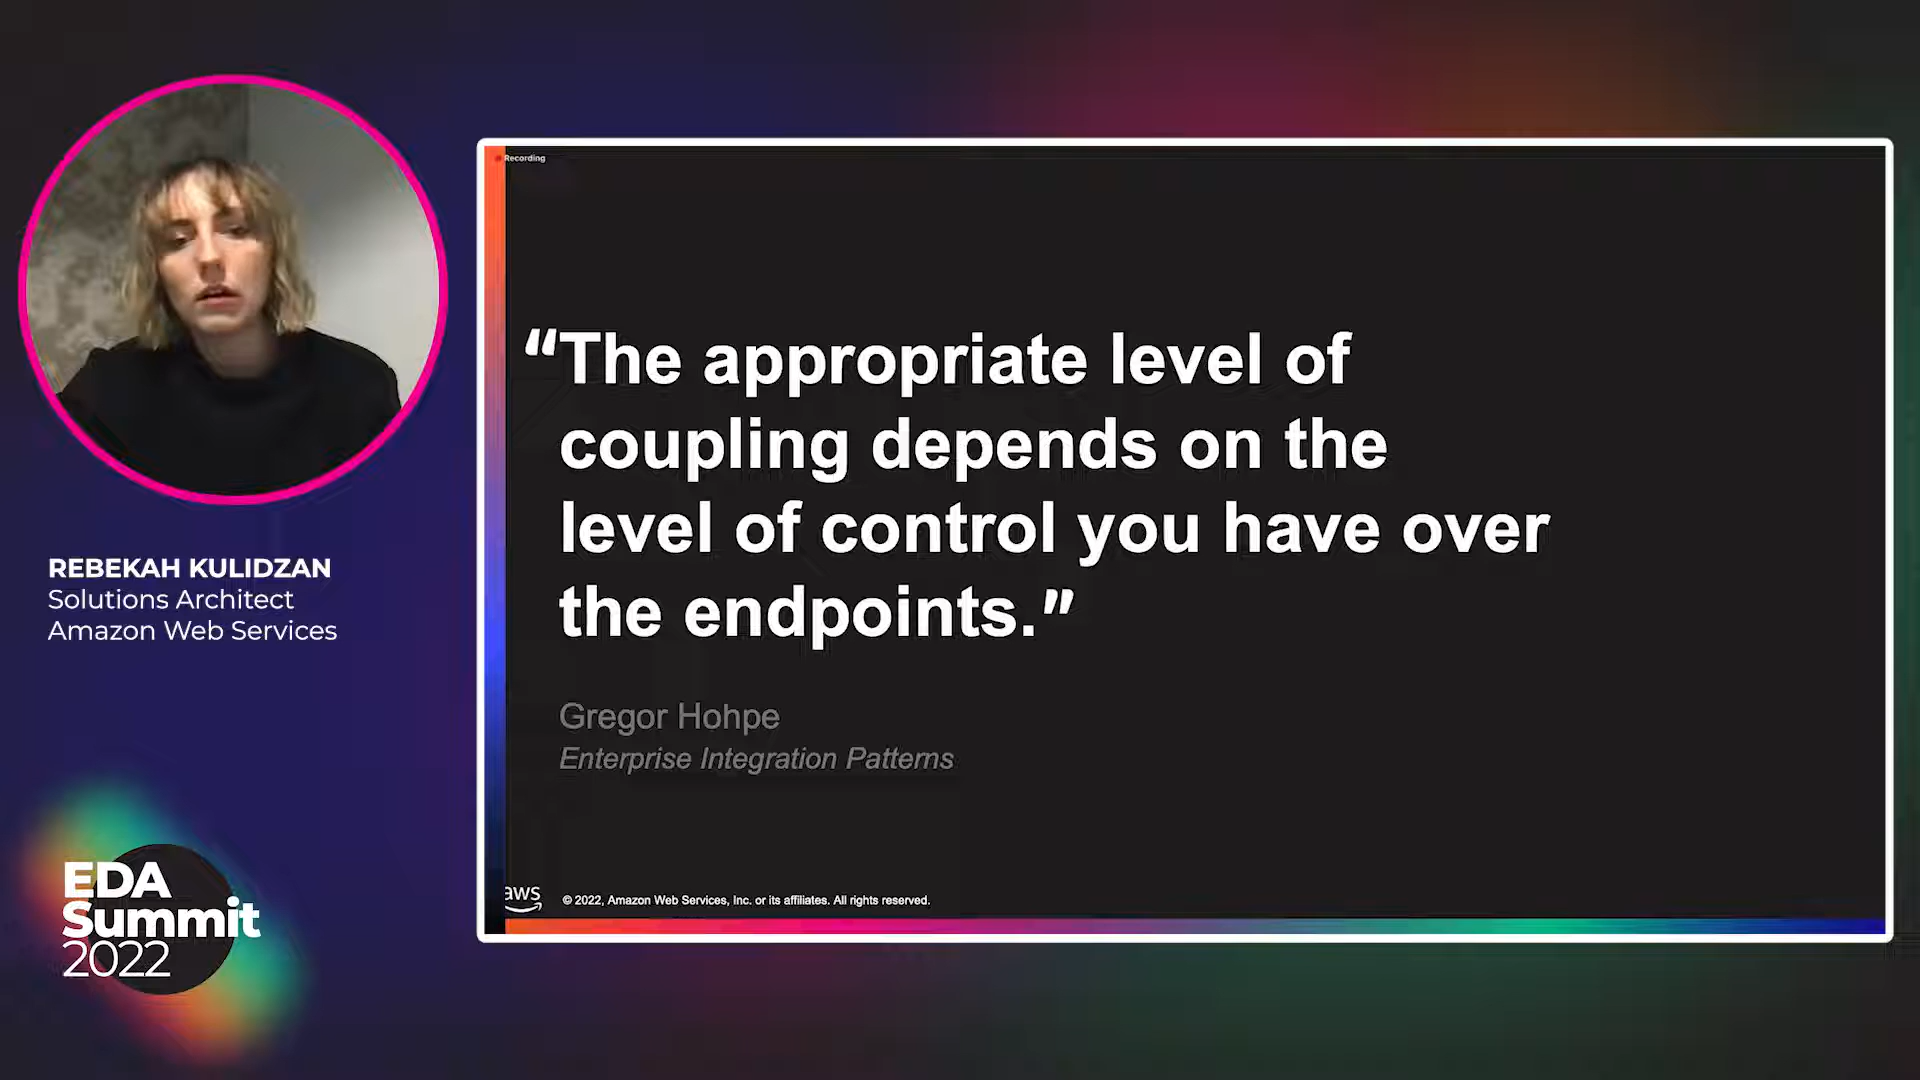 REBEKAH KULIDZAN
Solutions Architect
Amazon Web Services
EDA
Summit
2022
Recording
“The appropriate level of
coupling depends on the
level of control you have over
the endpoints.”
Gregor Hohpe
Enterprise Integration Patterns
aws
© 2022, Amazon Web Services, Inc. or its affiliates. All rights reserved.